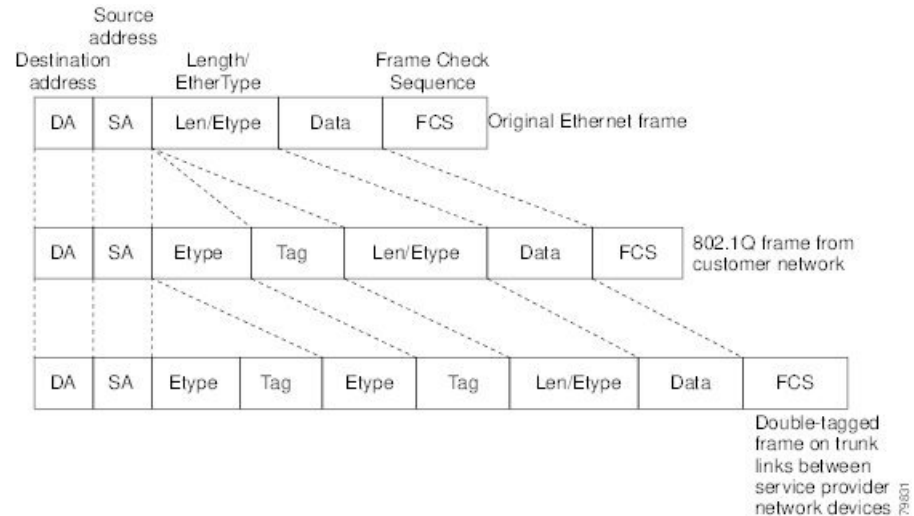 Source
address
Destination
address
Length/
EtherType
Frame Check
Sequence
DA SA Len/Etype Data FCS Original Ethernet frame
DA SA Etype Tag Len/Etype Data FCS 802.1Q frame from
customer network
DA SA Etype Tag Etype Tag Len/Etype Data FCS
Double-tagged
frame on trunk
links between
service provider
network devices
79831